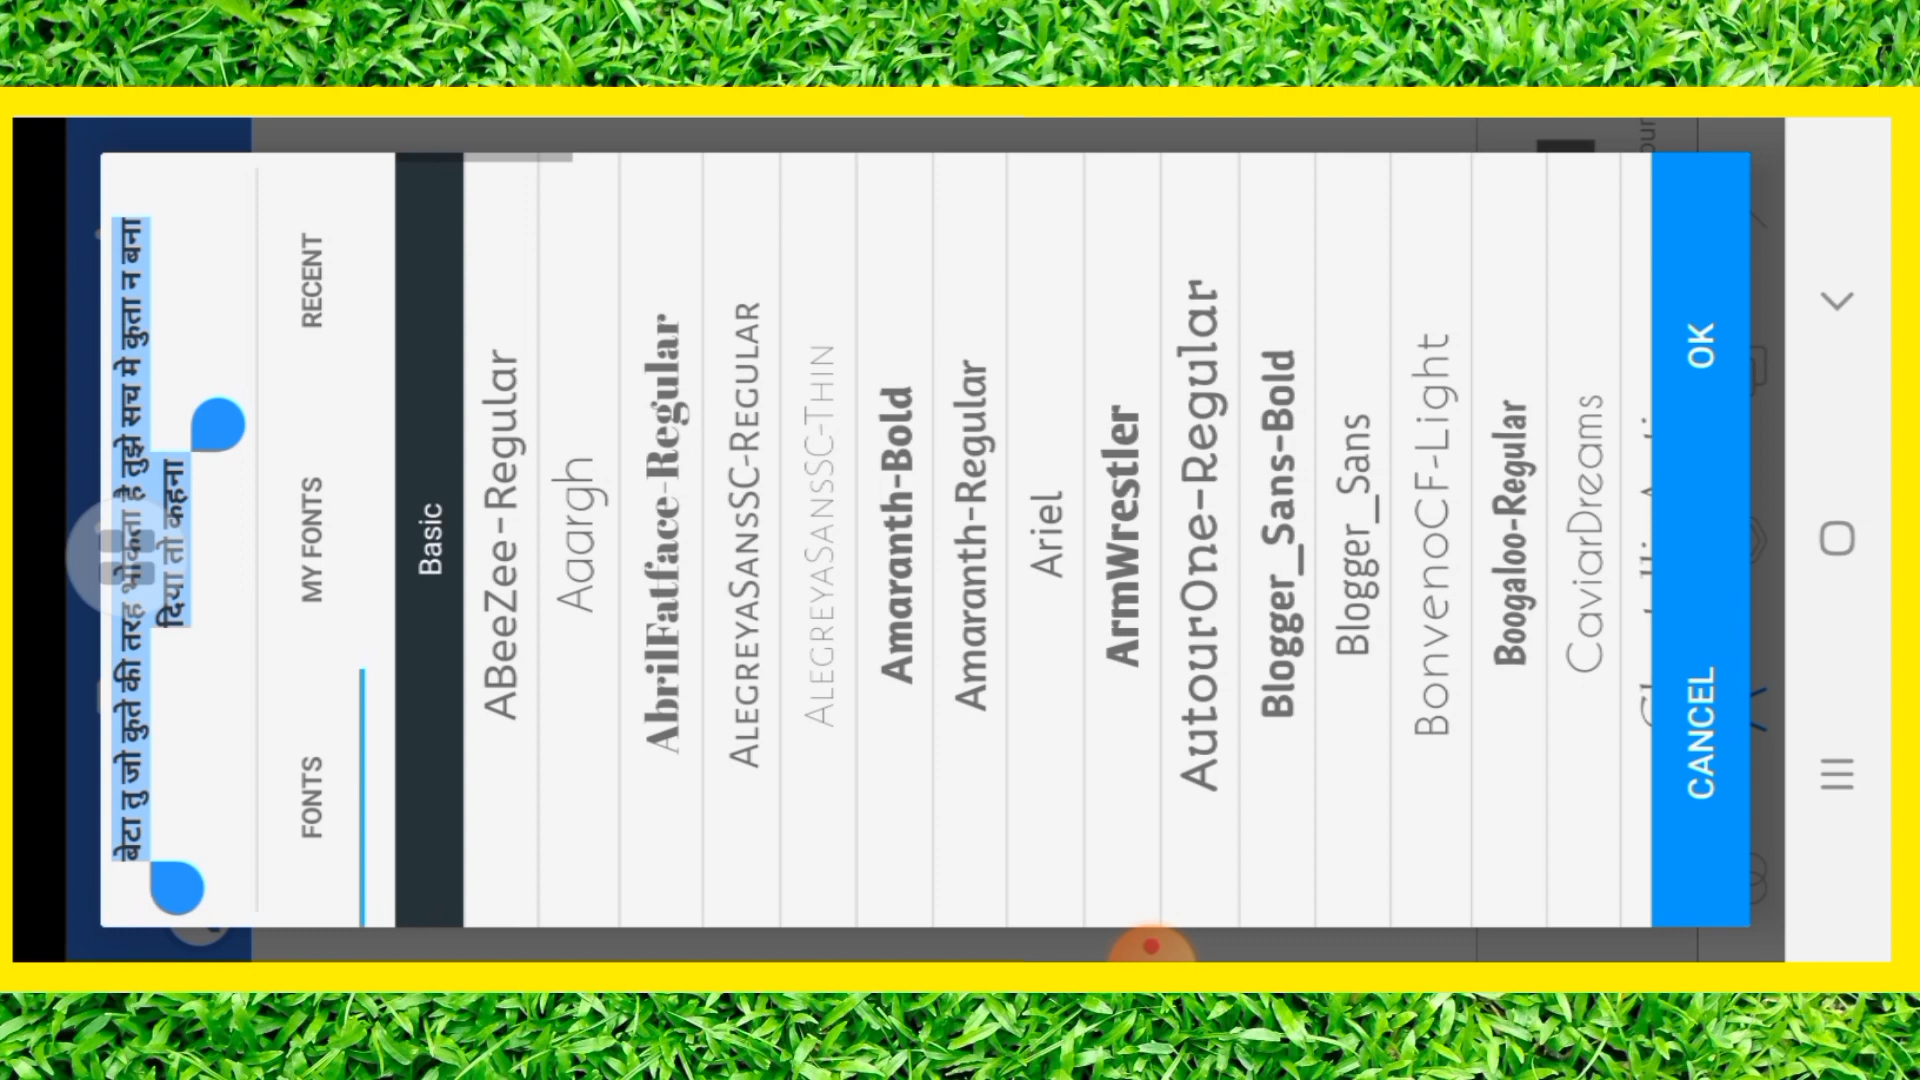 बेटा तु जो कुते की तरह भोकता है तुझे सच मे कुता न बना
दिया तो कहना
FONTS MY FONTS RECENT
Basic
ABeeZee-Regular
Aaargh
AbrilFatface-Regular
AlegreyaSansSC-Regular
AlegreyaSansSC-Thin
Amaranth-Bold
Amaranth-Regular
Ariel
ArmWrestler
AutourOne-Regular
Blogger_Sans-Bold
Blogger_Sans
BonvenoCF-Light
Boogaloo-Regular
CaviarDreams
CANCEL OK